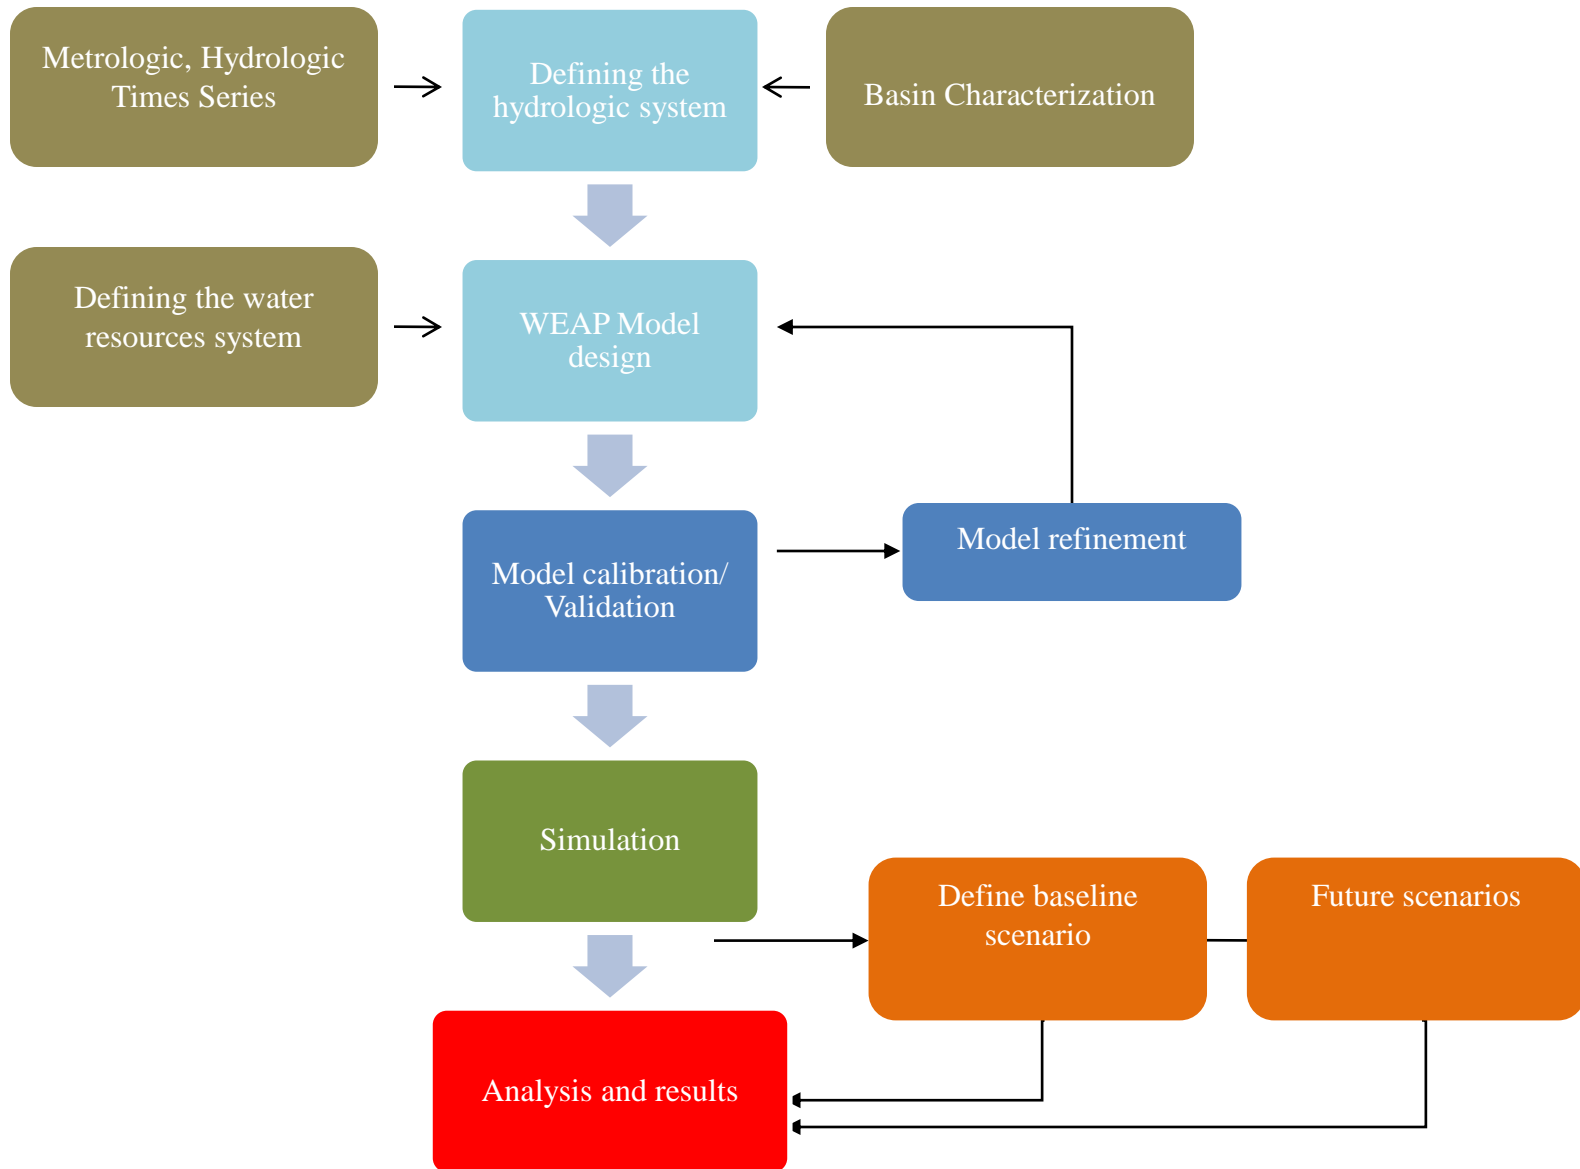 Metrologic, Hydrologic
Times Series
Defining the
hydrologic system
Basin Characterization
Defining the water
resources system
WEAP Model
design
Model calibration/
Validation
Model refinement
Simulation
Define baseline
scenario
Future scenarios
Analysis and results